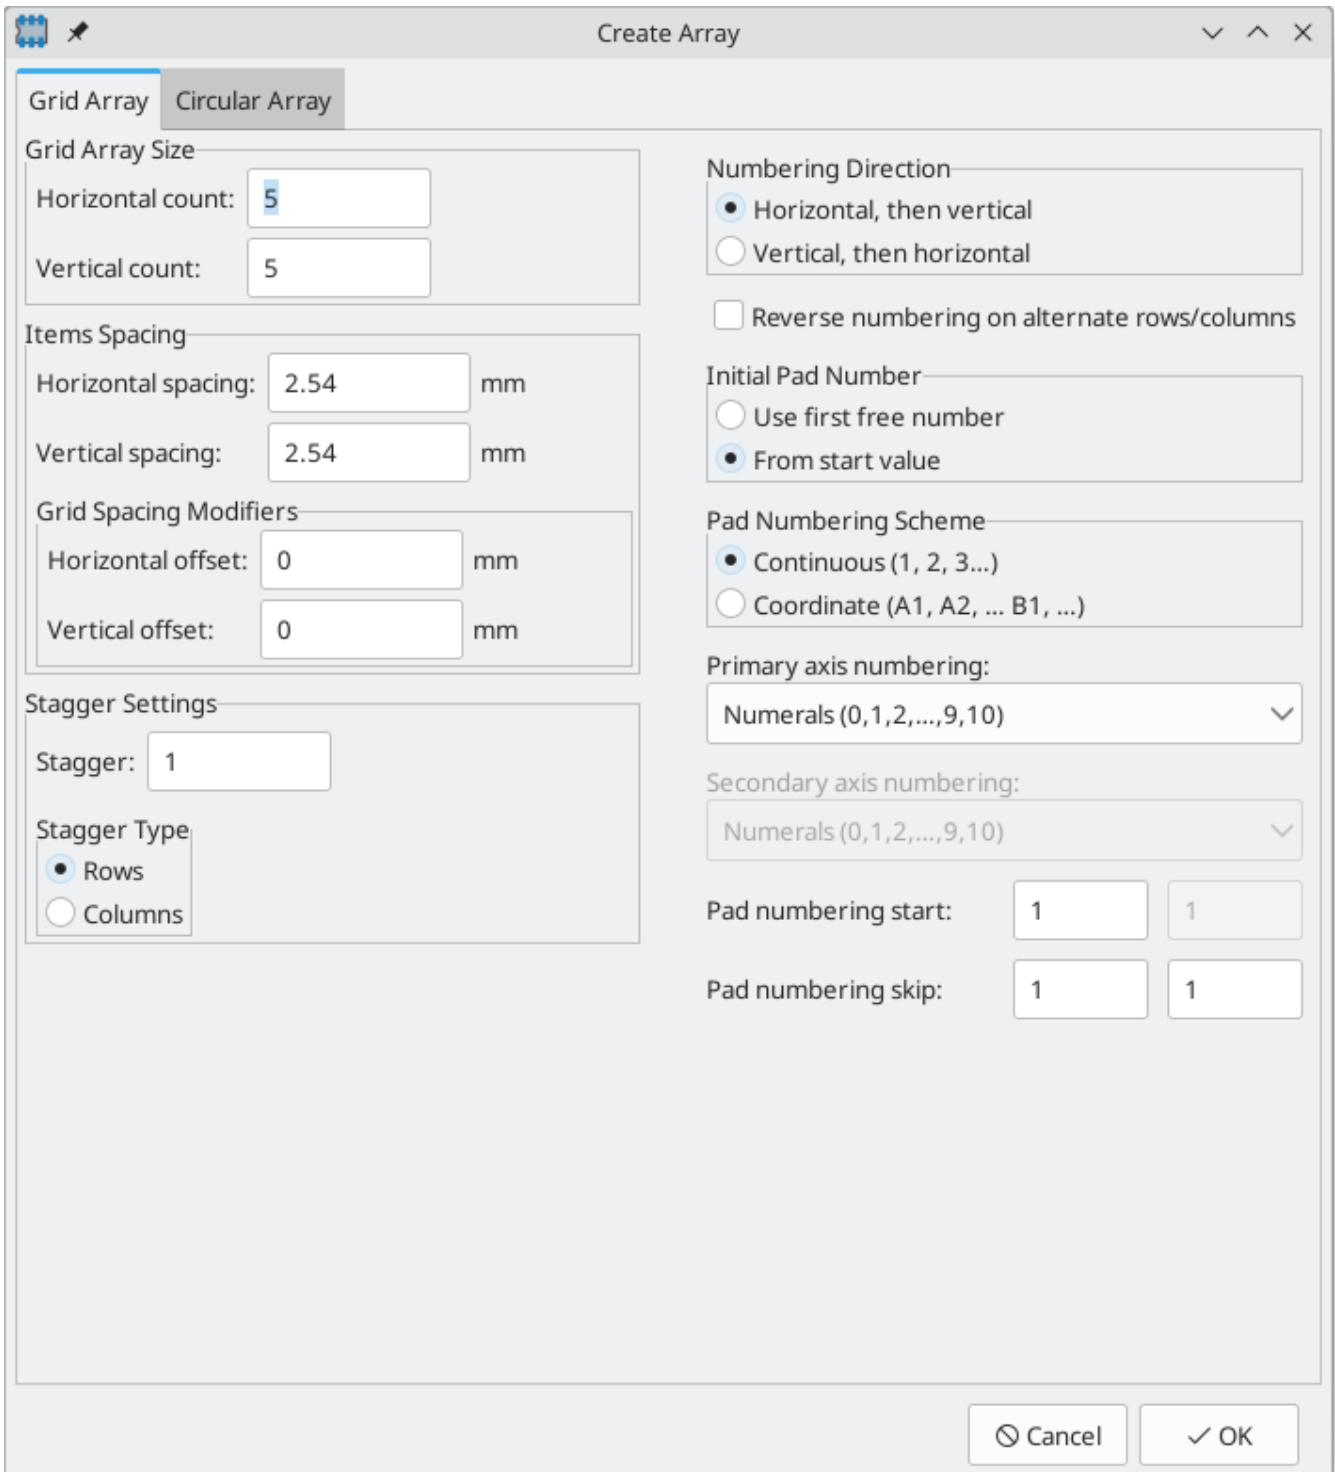 Create Array
Grid Array
Circular Array
Grid Array Size
Horizontal count: 5
Vertical count: 5
Items Spacing
Horizontal spacing: 2.54 mm
Vertical spacing: 2.54 mm
Grid Spacing Modifiers
Horizontal offset: 0 mm
Vertical offset: 0 mm
Stagger Settings
Stagger: 1
Stagger Type
Rows
Columns
Numbering Direction
Horizontal, then vertical
Vertical, then horizontal
Reverse numbering on alternate rows/columns
Initial Pad Number
Use first free number
From start value
Pad Numbering Scheme
Continuous (1, 2, 3...)
Coordinate (A1, A2, ... B1, ...)
Primary axis numbering:
Numerals (0,1,2,...,9,10)
Secondary axis numbering:
Numerals (0,1,2,...,9,10)
Pad numbering start: 1 1
Pad numbering skip: 1 1
Cancel
OK